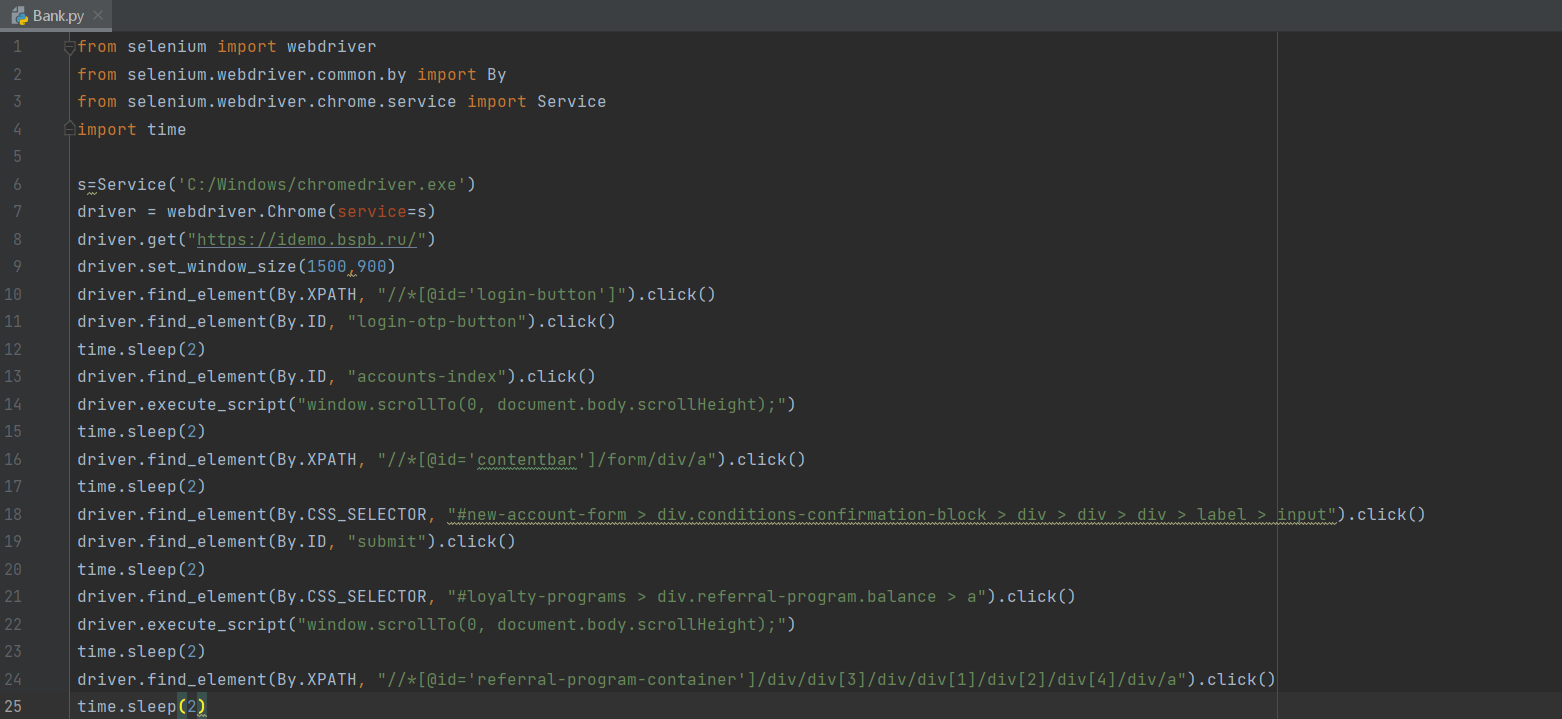 Bank.py
1 from selenium import webdriver
2 from selenium.webdriver.common.by import By
3 from selenium.webdriver.chrome.service import Service
4 import time
5
6 s=Service('C:/Windows/chromedriver.exe')
7 driver = webdriver.Chrome(service=s)
8 driver.get("https://idemo.bspb.ru/")
9 driver.set_window_size(1500,900)
10 driver.find_element(By.XPATH, "//*[@id='login-button']").click()
11 driver.find_element(By.ID, "login-otp-button").click()
12 time.sleep(2)
13 driver.find_element(By.ID, "accounts-index").click()
14 driver.execute_script("window.scrollTo(0, document.body.scrollHeight);")
15 time.sleep(2)
16 driver.find_element(By.XPATH, "//*[@id='contentbar']/form/div/a").click()
17 time.sleep(2)
18 driver.find_element(By.CSS_SELECTOR, "#new-account-form > div.conditions-confirmation-block > div > div > div > label > input").click()
19 driver.find_element(By.ID, "submit").click()
20 time.sleep(2)
21 driver.find_element(By.CSS_SELECTOR, "#loyalty-programs > div.referral-program.balance > a").click()
22 driver.execute_script("window.scrollTo(0, document.body.scrollHeight);")
23 time.sleep(2)
24 driver.find_element(By.XPATH, "//*[@id='referral-program-container']/div/div[3]/div/div[1]/div[2]/div[4]/div/a").click()
25 time.sleep(2)